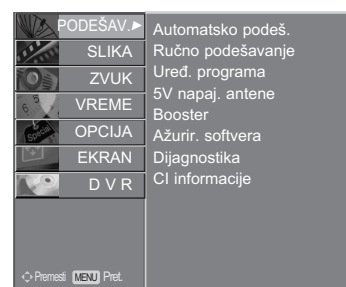 PODEŠAV.
SLIKA
ZVUK
VREME
OPCIJA
EKRAN
D V R
Automatsko podeš.
Ručno podešavanje
Uređ. programa
5V napaj. antene
Booster
Ažurir. softvera
Dijagnostika
CI informacije
Premesti MENU Pret.